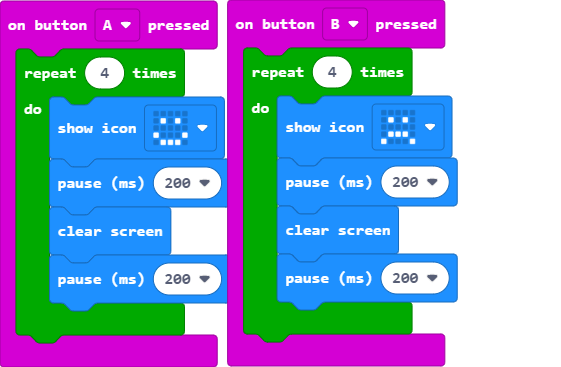 on button A pressed
repeat 4 times
do
show icon
pause (ms) 200
clear screen
pause (ms) 200
on button B pressed
repeat 4 times
do
show icon
pause (ms) 200
clear screen
pause (ms) 200